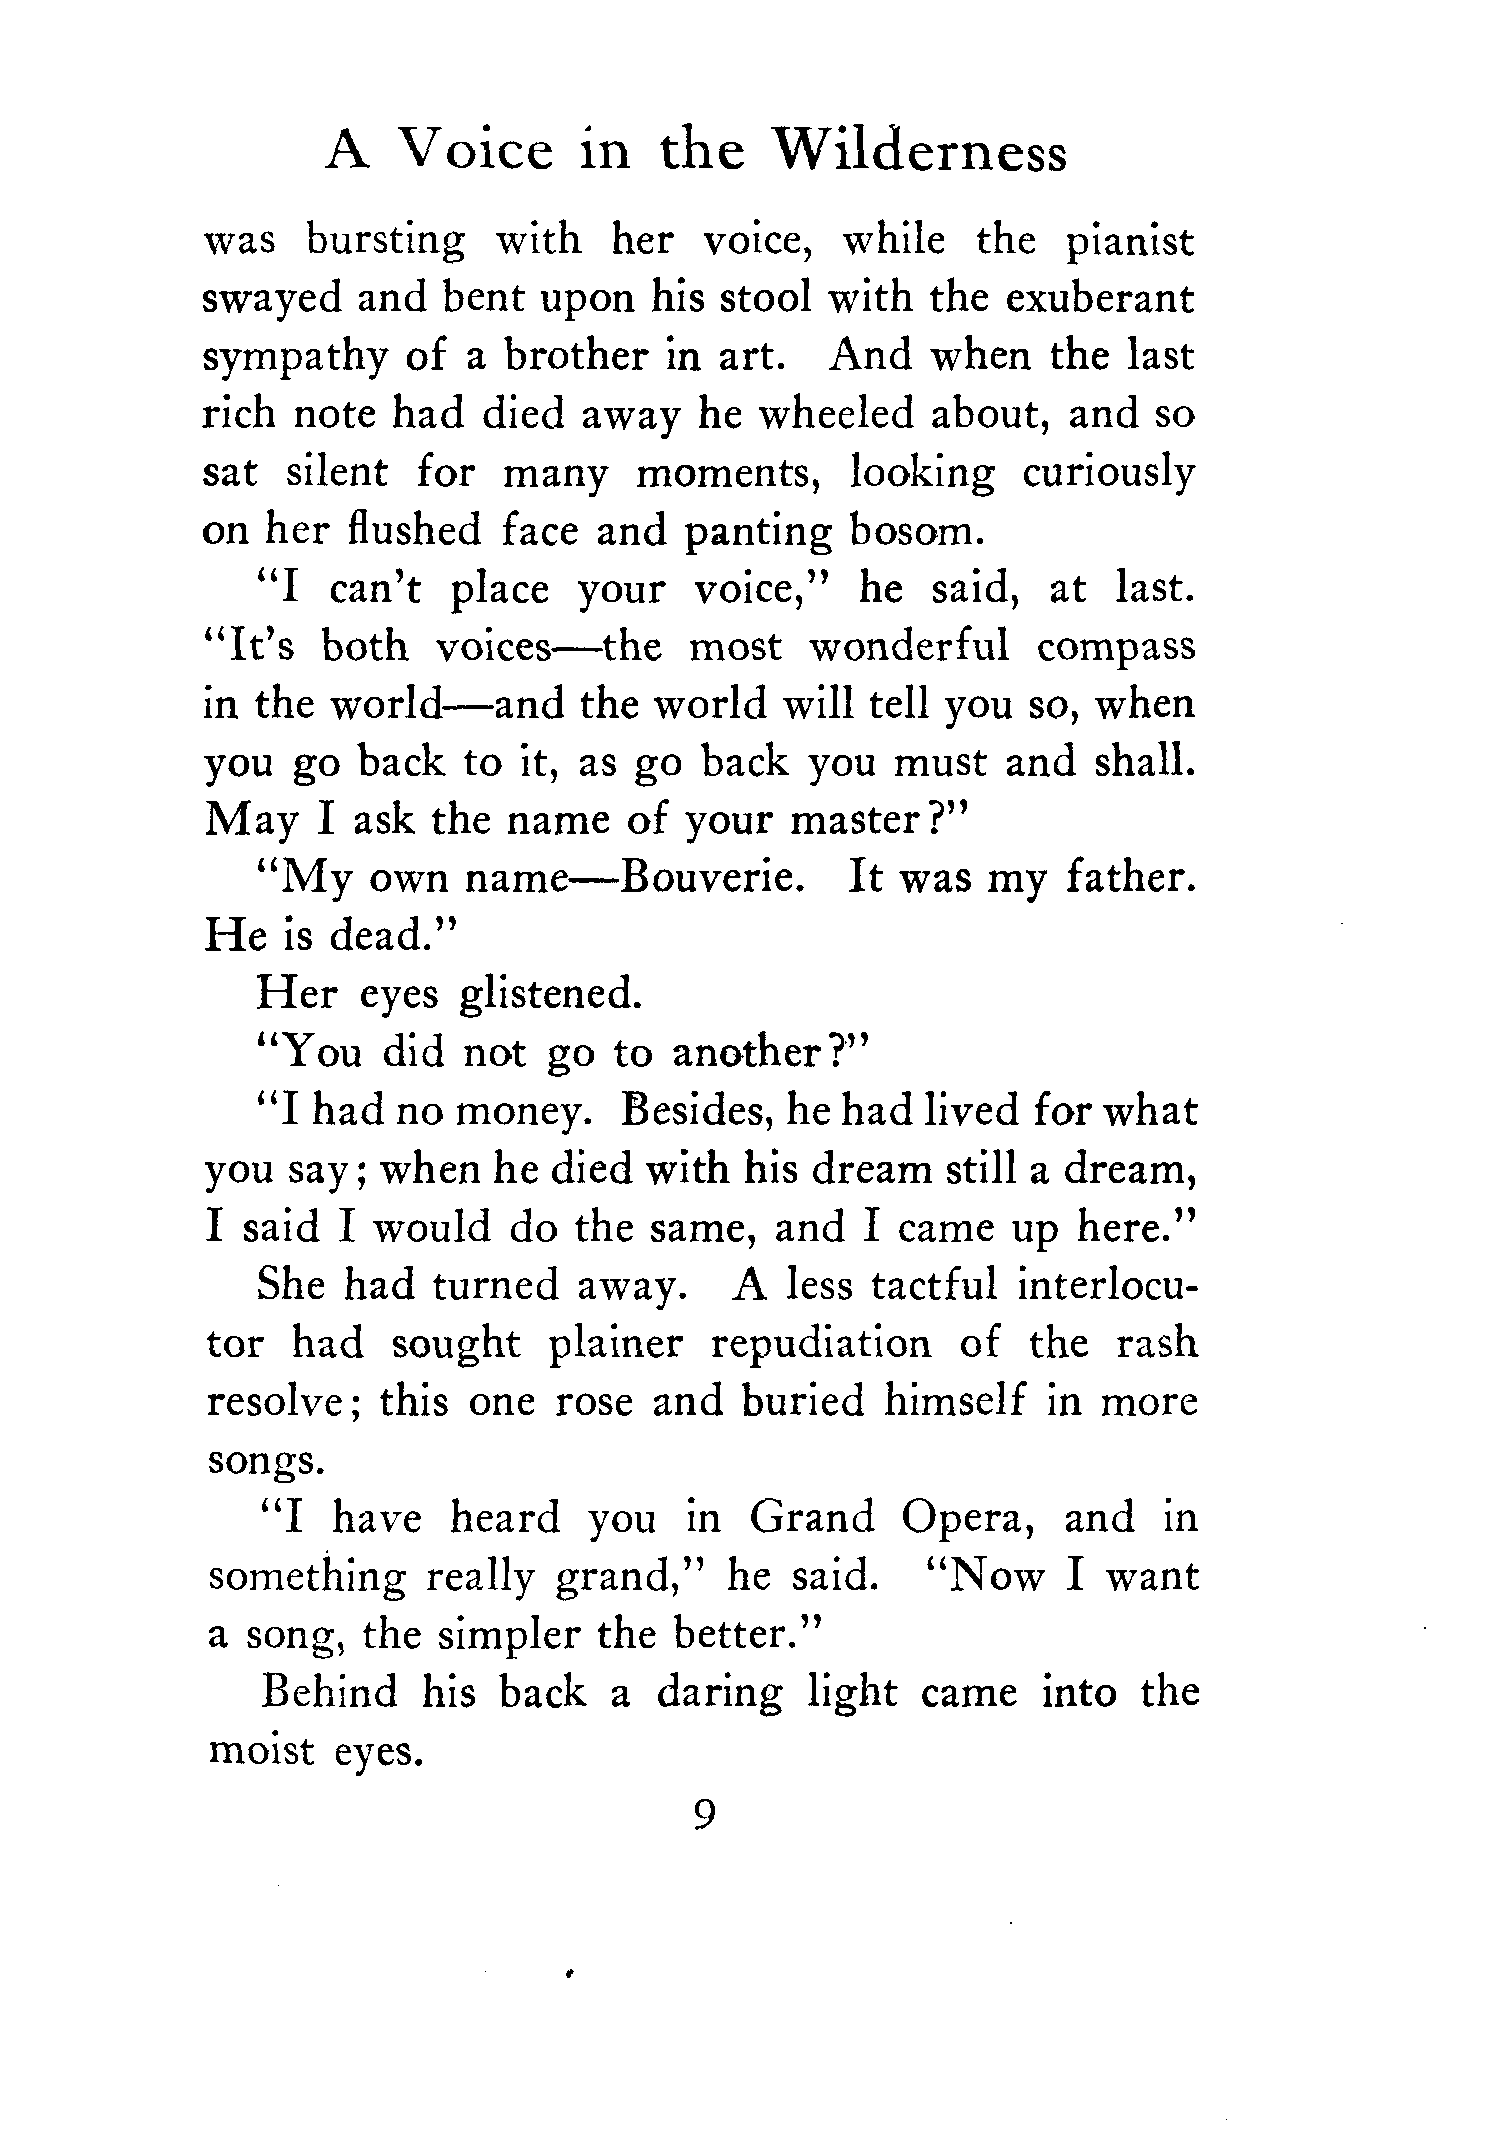 A Voice in the Wilderness
was bursting with her voice, while the pianist
swayed and bent upon his stool with the exuberant
sympathy of a brother in art. And when the last
rich note had died away he wheeled about, and so
sat silent for many moments, looking curiously
on her flushed face and panting bosom.
"I can't place your voice," he said, at last.
"It's both voices—the most wonderful compass
in the world—and the world will tell you so, when
you go back to it, as go back you must and shall.
May I ask the name of your master?"
"My own name—Bouverie. It was my father.
He is dead."
Her eyes glistened.
"You did not go to another?"
"I had no money. Besides, he had lived for what
you say; when he died with his dream still a dream,
I said I would do the same, and I came up here."
She had turned away. A less tactful interlocu-
tor had sought plainer repudiation of the rash
resolve; this one rose and buried himself in more
songs.
"I have heard you in Grand Opera, and in
something really grand," he said. "Now I want
a song, the simpler the better."
Behind his back a daring light came into the
moist eyes.
9